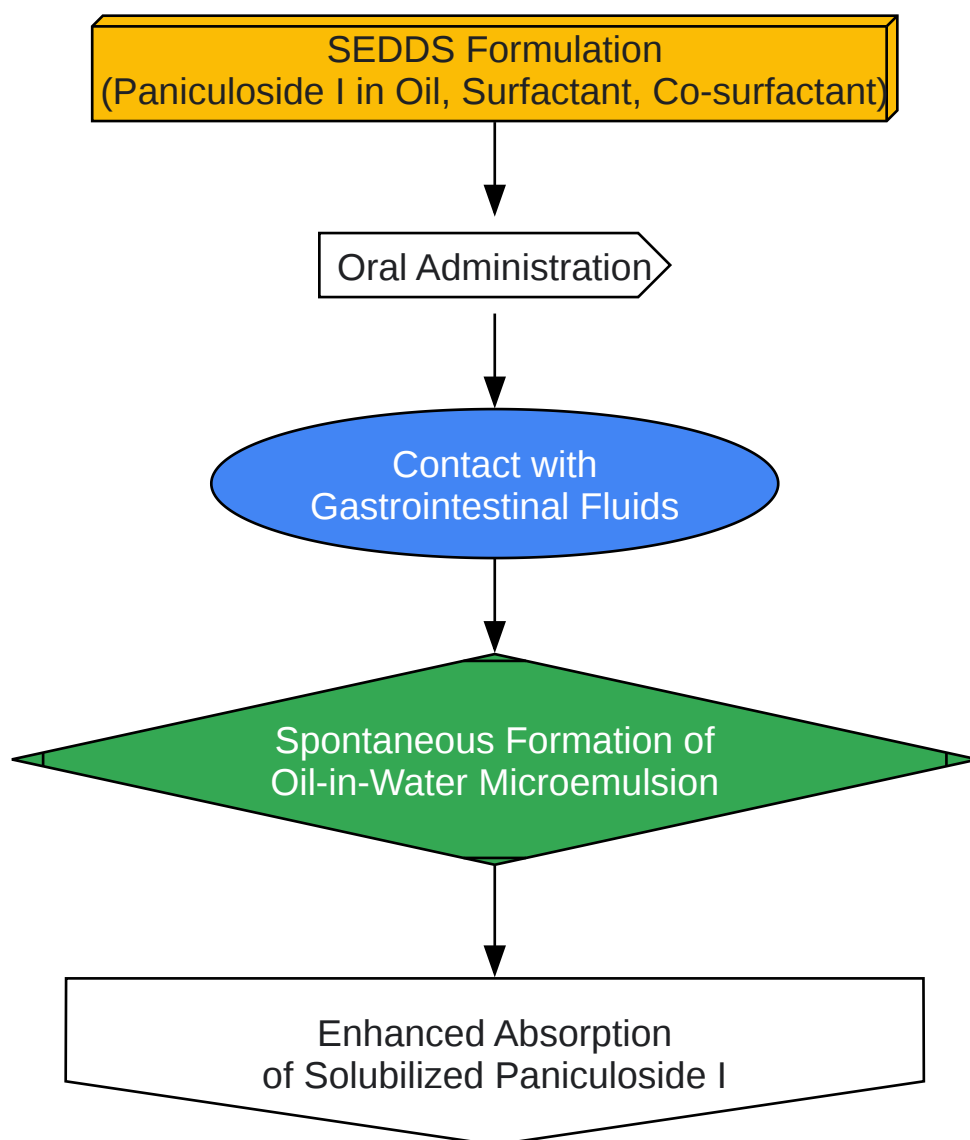 SEDDS Formulation
(Paniculoside I in Oil, Surfactant, Co-surfactant)
Oral Administration
Contact with
Gastrointestinal Fluids
Spontaneous Formation of
Oil-in-Water Microemulsion
Enhanced Absorption
of Solubilized Paniculoside I